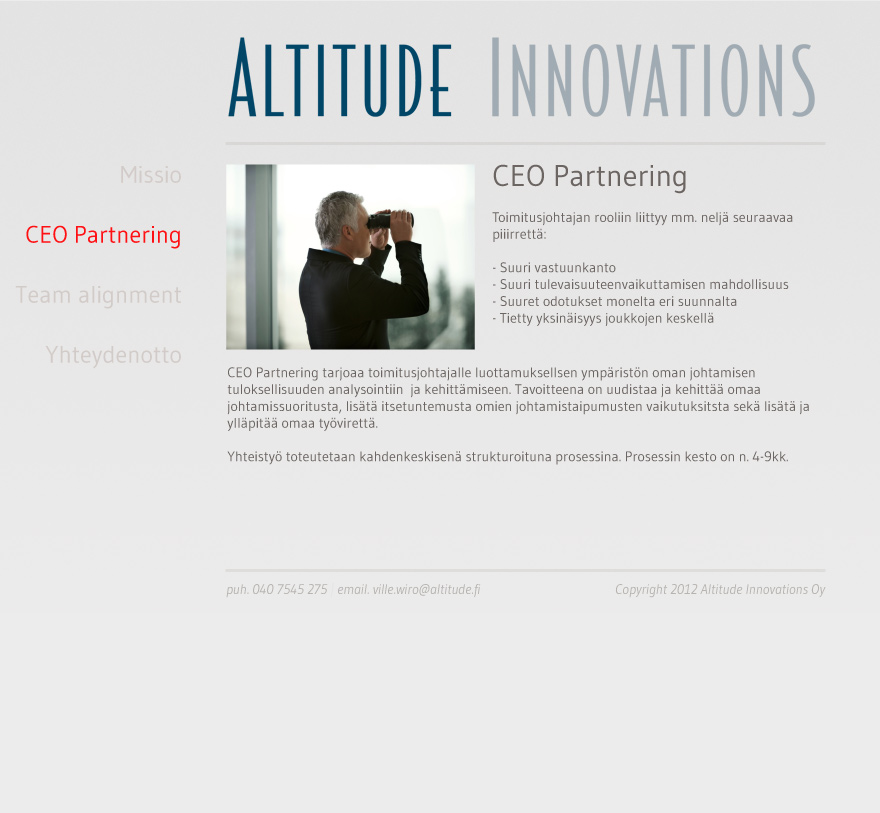 ALTITUDE INNOVATIONS
Missio
CEO Partnering
Team alignment
Yhteydenotto
CEO Partnering
Toimitusjohtajan rooliin liittyy mm. neljä seuraavaa
piiirrettä:
- Suuri vastuunkanto
- Suuri tulevaisuuteenvaikuttamisen mahdollisuus
- Suuret odotukset monelta eri suunnalta
- Tietty yksinäisyys joukkojen keskellä
CEO Partnering tarjoaa toimitusjohtajalle luottamuksellsen ympäristön oman johtamisen
tuloksellisuuden analysointiin ja kehittämiseen. Tavoitteena on uudistaa ja kehittää omaa
johtamissuoritusta, lisätä itsetuntemusta omien johtamistaipumusten vaikutuksitsta sekä lisätä ja
ylläpitää omaa työvirettä.
Yhteistyö toteutetaan kahdenkeskisenä strukturoituna prosessina. Prosessin kesto on n. 4-9kk.
puh. 040 7545 275 | email. ville.wiro@altitude.fi
Copyright 2012 Altitude Innovations Oy